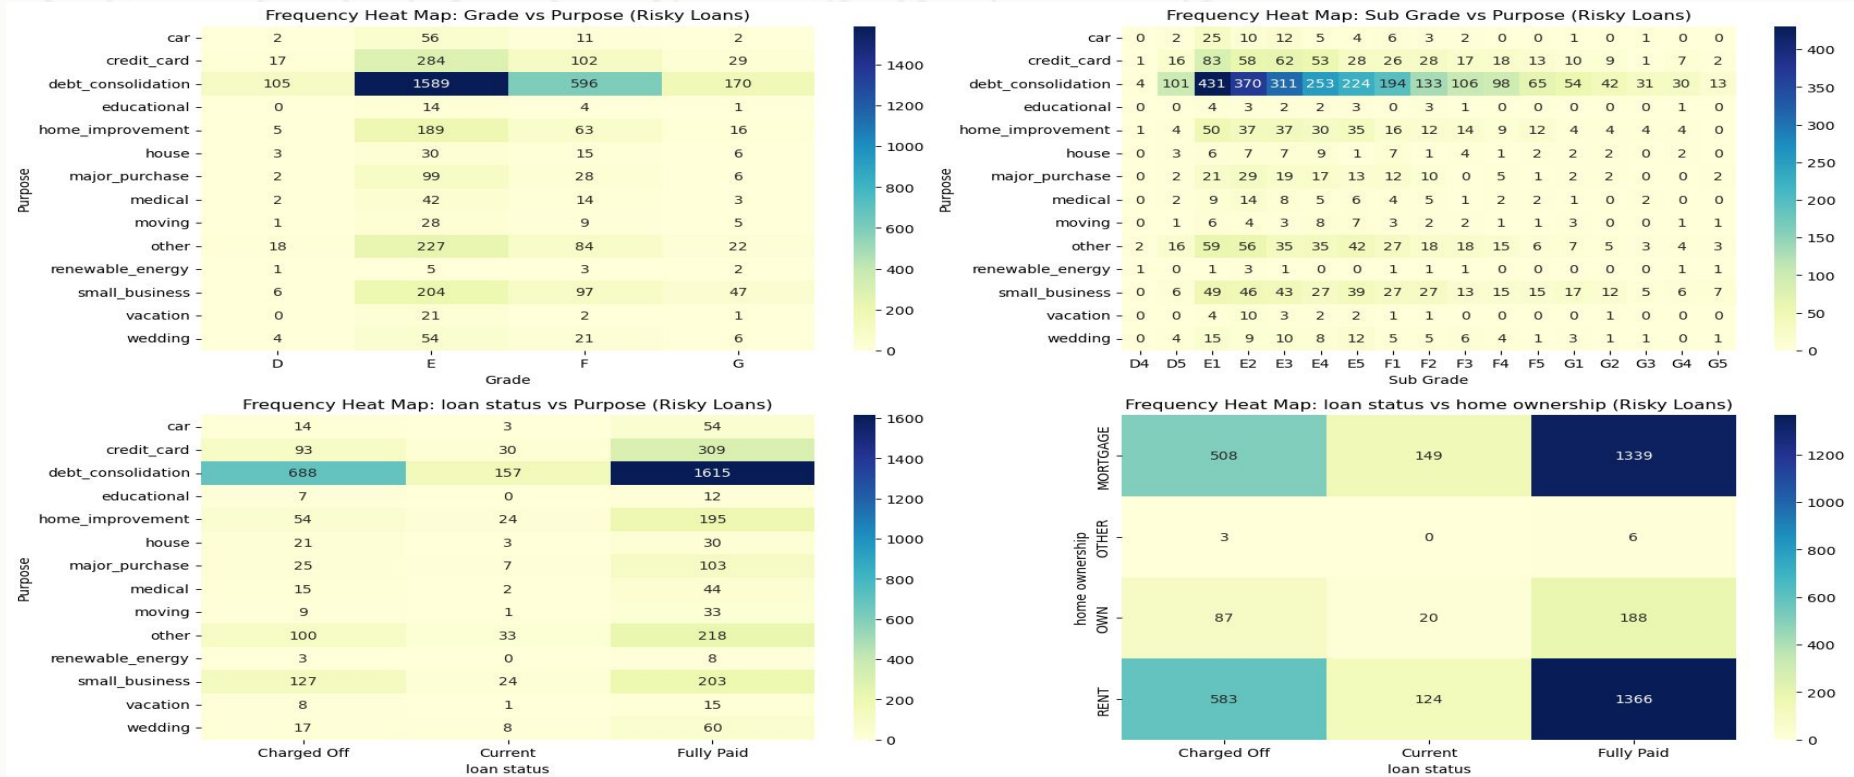 Frequency Heat Map: Grade vs Purpose (Risky Loans)
car 2 56 11 2
credit_card 17 284 102 29
debt_consolidation 105 1589 596 170
educational 0 14 4 1
home_improvement 5 189 63 16
house 3 30 15 6
major_purchase 2 99 28 6
medical 2 42 14 3
moving 1 28 9 5
other 18 227 84 22
renewable_energy 1 5 3 2
small_business 6 204 97 47
vacation 0 21 2 1
wedding 4 54 21 6
D E F G
Grade
Purpose
1400
1200
1000
800
600
400
200
0
Frequency Heat Map: Sub Grade vs Purpose (Risky Loans)
car 0 2 25 10 12 5 4 6 3 2 0 0 1 0 1 0 0
credit_card 1 16 83 58 62 53 28 26 28 17 18 13 10 9 1 7 2
debt_consolidation 4 101 431 370 311 253 224 194 133 106 98 65 54 42 31 30 13
educational 0 0 4 3 2 2 3 0 3 1 0 0 0 0 0 1 0
home_improvement 1 4 50 37 37 30 35 16 12 14 9 12 4 4 4 4 0
house 0 3 6 7 7 9 1 7 1 4 1 2 2 2 0 2 0
major_purchase 0 2 21 29 19 17 13 12 10 0 5 1 2 2 0 0 2
medical 0 2 9 14 8 5 6 4 5 1 2 2 1 0 2 0 0
moving 0 1 6 4 3 8 7 3 2 2 1 1 3 0 0 1 1
other 2 16 59 56 35 35 42 27 18 18 15 6 7 5 3 4 3
renewable_energy 1 0 1 3 1 0 0 1 1 1 0 0 0 0 0 1 1
small_business 0 6 49 46 43 27 39 27 27 13 15 15 17 12 5 6 7
vacation 0 0 4 10 3 2 2 1 1 0 0 0 0 1 0 0 0
wedding 0 4 15 9 10 8 12 5 5 6 4 1 3 1 1 0 1
D4 D5 E1 E2 E3 E4 E5 F1 F2 F3 F4 F5 G1 G2 G3 G4 G5
Sub Grade
Purpose
400
350
300
250
200
150
100
50
0
Frequency Heat Map: loan status vs Purpose (Risky Loans)
car 14 3 54
credit_card 93 30 309
debt_consolidation 688 157 1615
educational 7 0 12
home_improvement 54 24 195
house 21 3 30
major_purchase 25 7 103
medical 15 2 44
moving 9 1 33
other 100 33 218
renewable_energy 3 0 8
small_business 127 24 203
vacation 8 1 15
wedding 17 8 60
Charged Off Current Fully Paid
loan status
Purpose
1600
1400
1200
1000
800
600
400
200
0
Frequency Heat Map: loan status vs home ownership (Risky Loans)
MORTGAGE 508 149 1339
OTHER 3 0 6
OWN 87 20 188
RENT 583 124 1366
Charged Off Current Fully Paid
loan status
home ownership
1200
1000
800
600
400
200
0